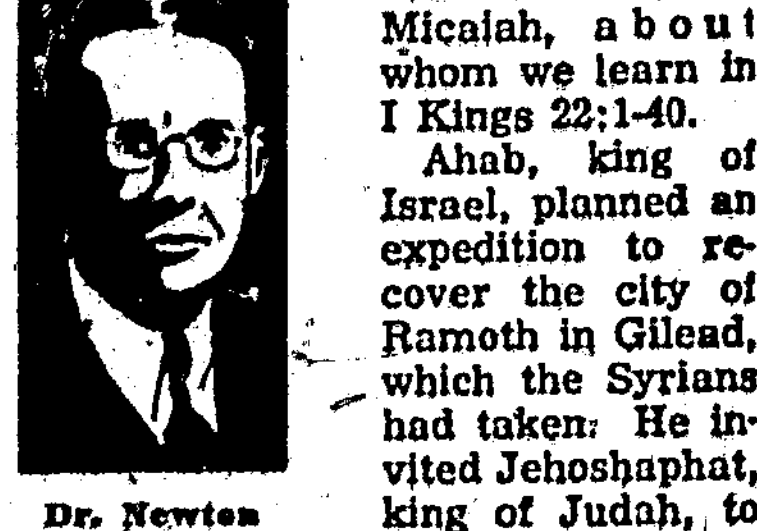 Micaiah, about
whom we learn in
I Kings 22:1-40.
Ahab, king of
Israel, planned an
expedition to re-
cover the city of
Ramoth in Gilead,
which the Syrians
had taken. He in-
vited Jehoshaphat,
king of Judah, to
Dr. Newton